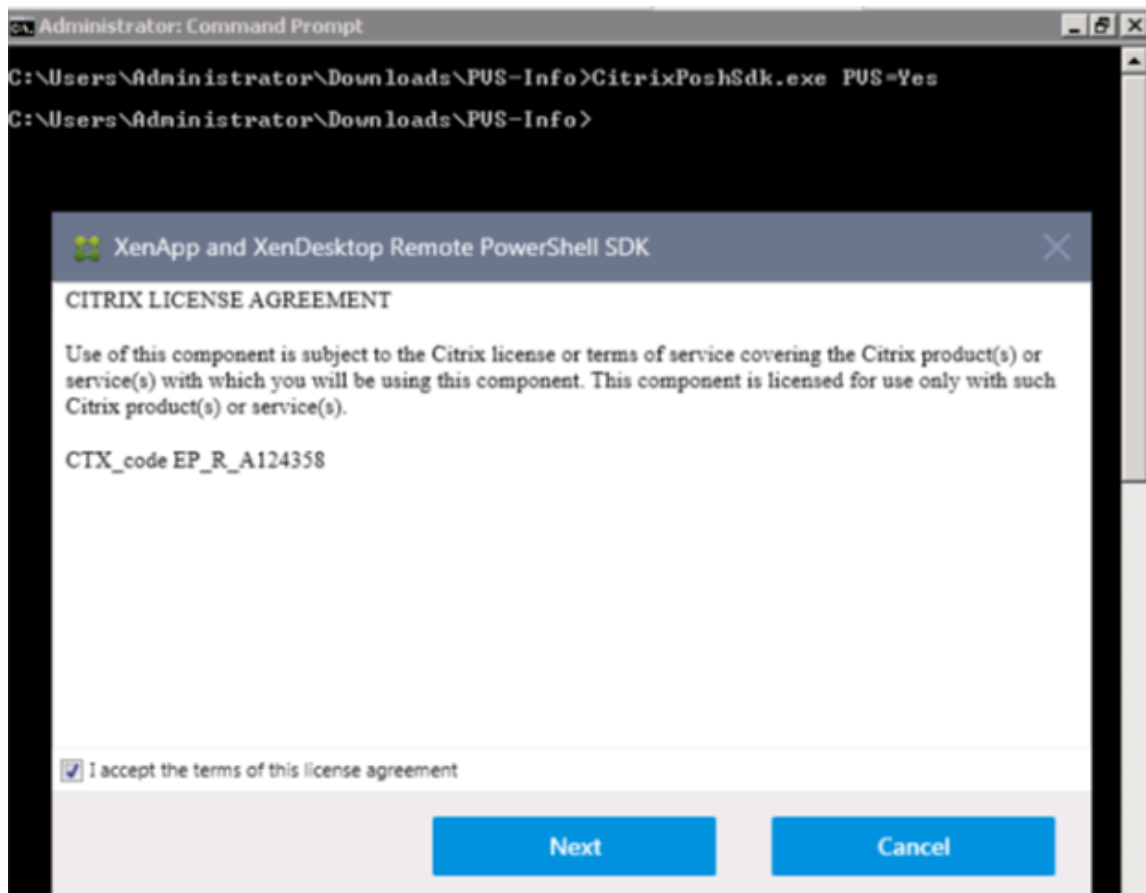 Administrator: Command Prompt
C:\Users\Administrator\Downloads\PVS-Info>CitrixPoshSdk.exe PVS=Yes
C:\Users\Administrator\Downloads\PVS-Info>
XenApp and XenDesktop Remote PowerShell SDK
CITRIX LICENSE AGREEMENT
Use of this component is subject to the Citrix license or terms of service covering the Citrix product(s) or
service(s) with which you will be using this component. This component is licensed for use only with such
Citrix product(s) or service(s).
CTX_code EP_R_A124358
I accept the terms of this license agreement
Next
Cancel